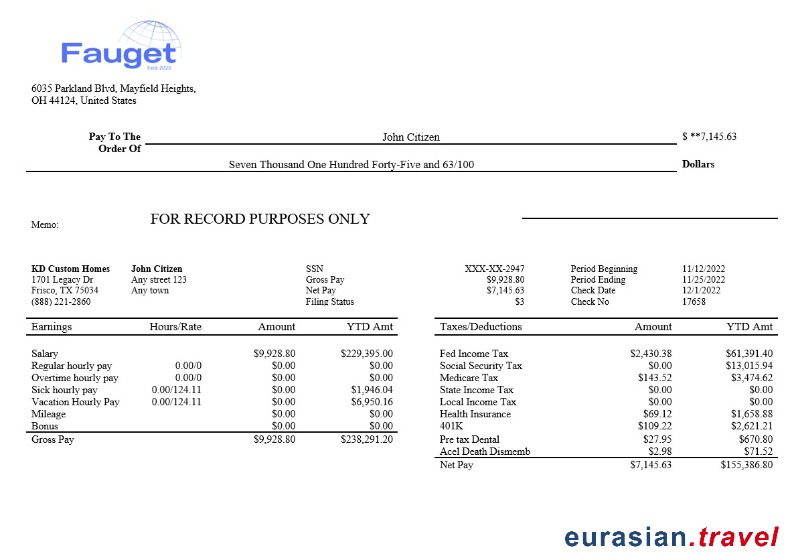 Fauget
Estd 2023
6035 Parkland Blvd, Mayfield Heights,
OH 44124, United States
Pay To The Order Of John Citizen $ **7,145.63
Seven Thousand One Hundred Forty-Five and 63/100 Dollars
Memo: FOR RECORD PURPOSES ONLY
KD Custom Homes John Citizen SSN XXX-XX-2947 Period Beginning 11/12/2022
1701 Legacy Dr Any street 123 Gross Pay $9,928.80 Period Ending 11/25/2022
Frisco, TX 75034 Any town Net Pay $7,145.63 Check Date 12/1/2022
(888) 221-2860 Filing Status $3 Check No 17658
Earnings Hours/Rate Amount YTD Amt Taxes/Deductions Amount YTD Amt
Salary $9,928.80 $229,395.00 Fed Income Tax $2,430.38 $61,391.40
Regular hourly pay 0.00/0 $0.00 $0.00 Social Security Tax $0.00 $13,015.94
Overtime hourly pay 0.00/0 $0.00 $0.00 Medicare Tax $143.52 $3,474.62
Sick hourly pay 0.00/124.11 $0.00 $1,946.04 State Income Tax $0.00 $0.00
Vacation Hourly Pay 0.00/124.11 $0.00 $6,950.16 Local Income Tax $0.00 $0.00
Mileage $0.00 $0.00 Health Insurance $69.12 $1,658.88
Bonus $0.00 $0.00 401K $109.22 $2,621.21
Gross Pay $9,928.80 $238,291.20 Pre tax Dental $27.95 $670.80
Acel Death Dismemb $2.98 $71.52
Net Pay $7,145.63 $155,386.80
eurasian.travel